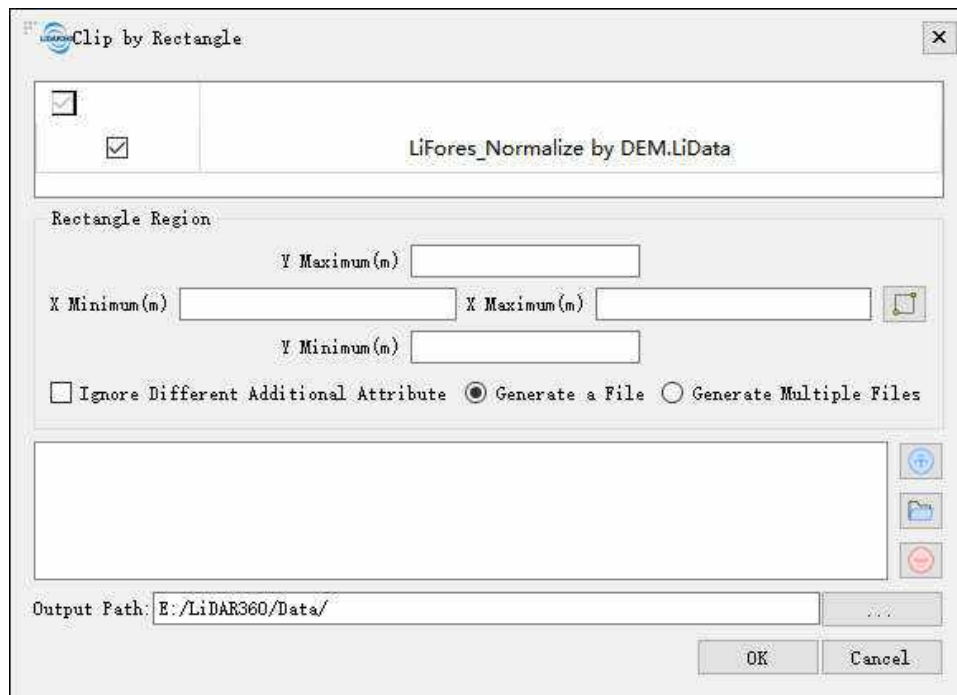 LiDAR360
Clip by Rectangle
LiFores_Normalize by DEM.LiData
Rectangle Region
Y Maximum(m)
X Minimum(m) X Maximum(m)
Y Minimum(m)
Ignore Different Additional Attribute Generate a File Generate Multiple Files
Output Path: E:/LiDAR360/Data/ ...
OK Cancel